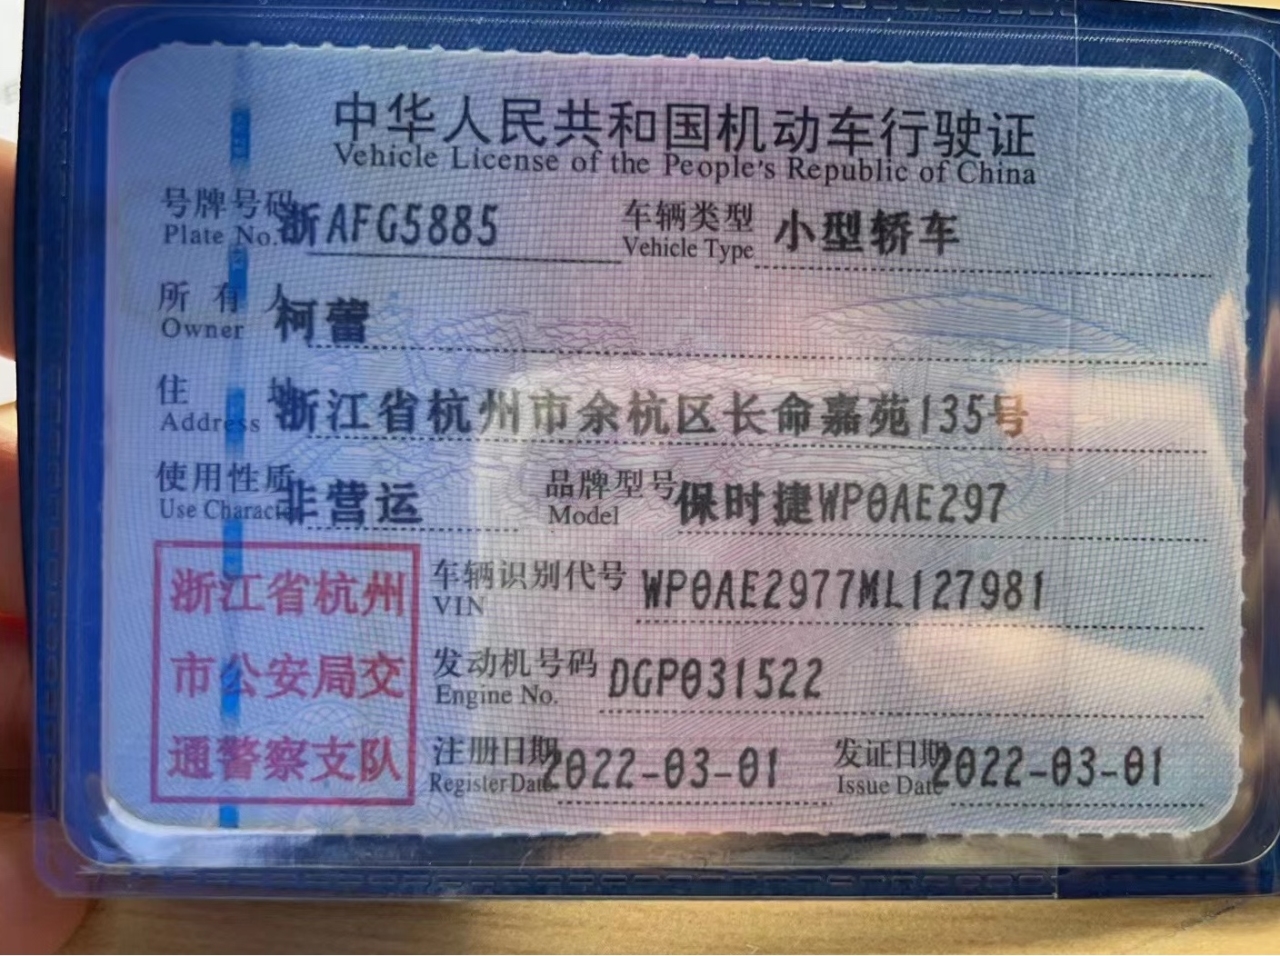 中华人民共和国机动车行驶证
Vehicle License of the People's Republic of China
号牌号码 浙AFG5885 车辆类型 小型轿车
Plate No. Vehicle Type
所有人 柯蕾
Owner
住址 浙江省杭州市余杭区长命嘉苑135号
Address
使用性质 非营运 品牌型号 保时捷WP0AE297
Use Character Model
浙江省杭州
市公安局交
通警察支队
车辆识别代号 WP0AE2977ML127981
VIN
发动机号码 DGP031522
Engine No.
注册日期 2022-03-01 发证日期 2022-03-01
Register Date Issue Date